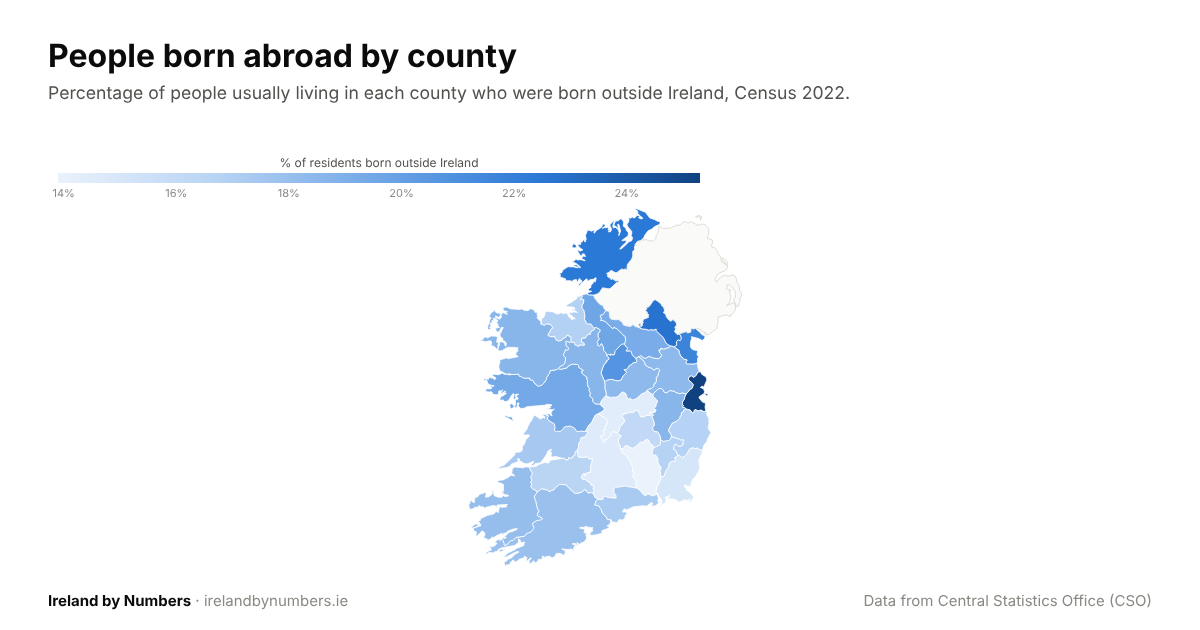 People born abroad by county
Percentage of people usually living in each county who were born outside Ireland, Census 2022.
% of residents born outside Ireland
14% 16% 18% 20% 22% 24%
Ireland by Numbers · irelandbynumbers.ie
Data from Central Statistics Office (CSO)